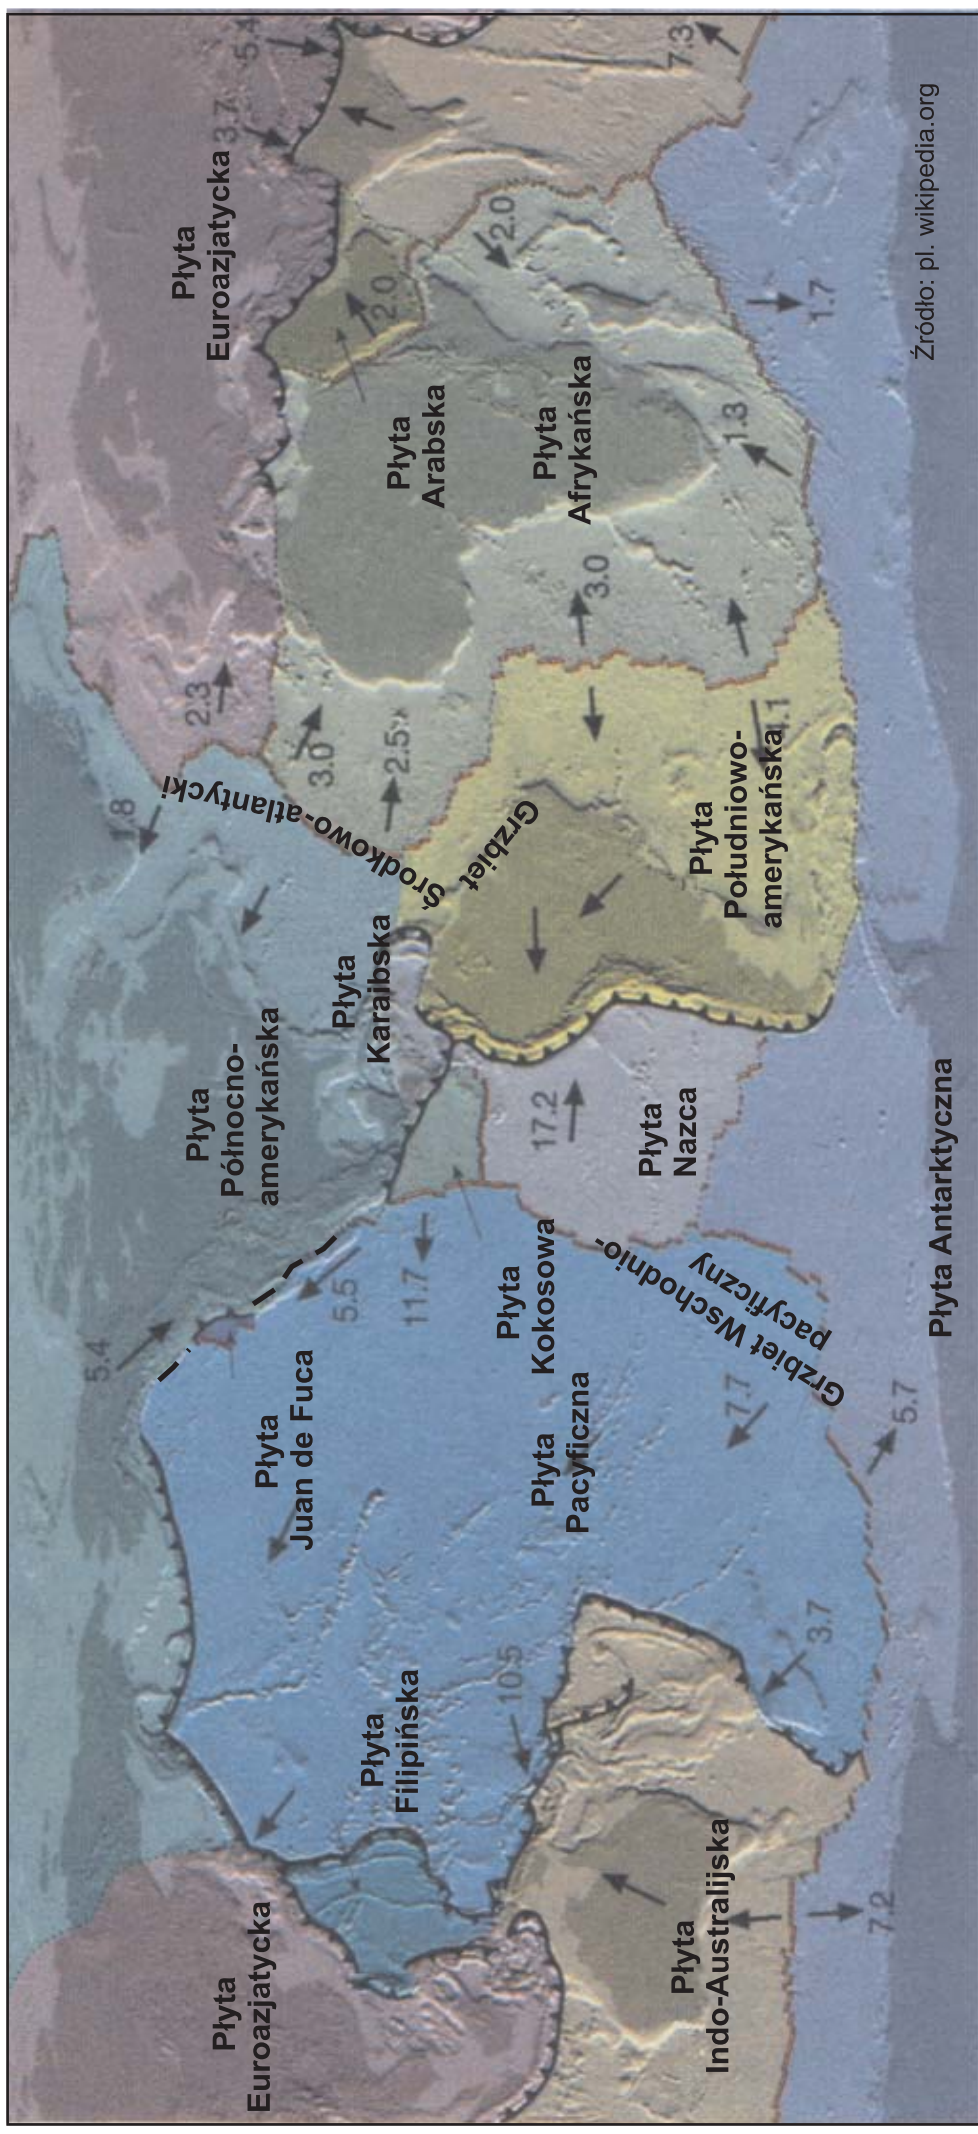 Płyta
Euroazjatycka
Płyta
Filipińska
Płyta
Indo-Australijska
Płyta
Juan de Fuca
Płyta
Pacyficzna
Płyta
Kokosowa
Płyta
Północno-
amerykańska
Płyta
Karaibska
Płyta
Nazca
Grzbiet Wschodnio-
pacyficzny
Płyta Antarktyczna
Grzbiet
Środkowo-atlantycki
Płyta
Południowo-
amerykańska
Płyta
Arabska
Płyta
Afrykańska
Płyta
Euroazjatycka
5.4
5.5
11.7
17.2
10.5
3.7
7.7
5.7
7.2
1.8
2.3
3.0
2.5
3.0
4.1
1.3
2.0
2.0
1.7
3.7
5.4
7.3
Źródło: pl. wikipedia.org